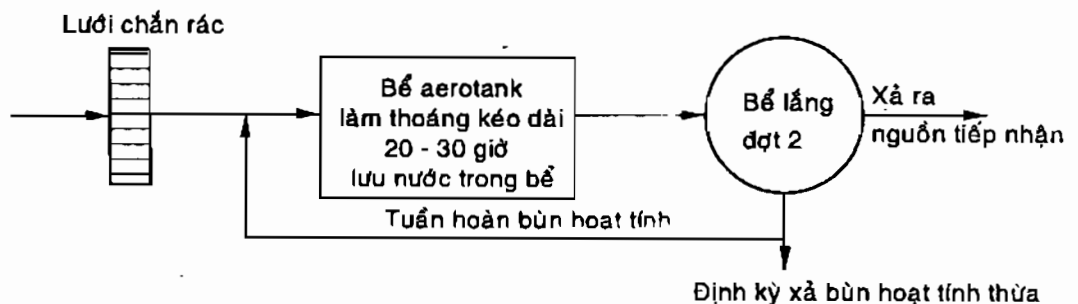 Lưới chắn rác
Bể aerotank
làm thoáng kéo dài
20 - 30 giờ
lưu nước trong bể
Bể lắng
đợt 2
Xả ra
nguồn tiếp nhận
Tuần hoàn bùn hoạt tính
Định kỳ xả bùn hoạt tính thừa